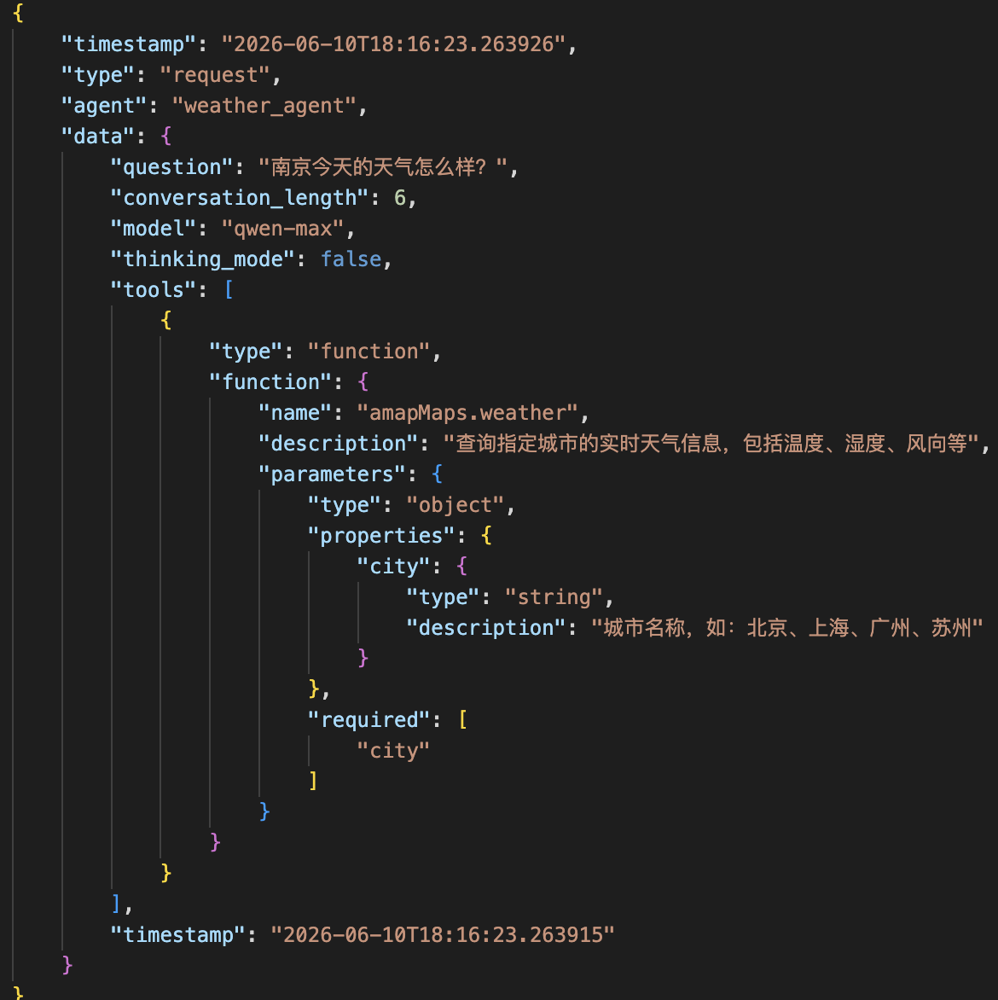 {
    "timestamp": "2026-06-10T18:16:23.263926",
    "type": "request",
    "agent": "weather_agent",
    "data": {
        "question": "南京今天的天气怎么样？",
        "conversation_length": 6,
        "model": "qwen-max",
        "thinking_mode": false,
        "tools": [
            {
                "type": "function",
                "function": {
                    "name": "amapMaps.weather",
                    "description": "查询指定城市的实时天气信息，包括温度、湿度、风向等",
                    "parameters": {
                        "type": "object",
                        "properties": {
                            "city": {
                                "type": "string",
                                "description": "城市名称，如：北京、上海、广州、苏州"
                            }
                        },
                        "required": [
                            "city"
                        ]
                    }
                }
            }
        ],
        "timestamp": "2026-06-10T18:16:23.263915"
    }
}